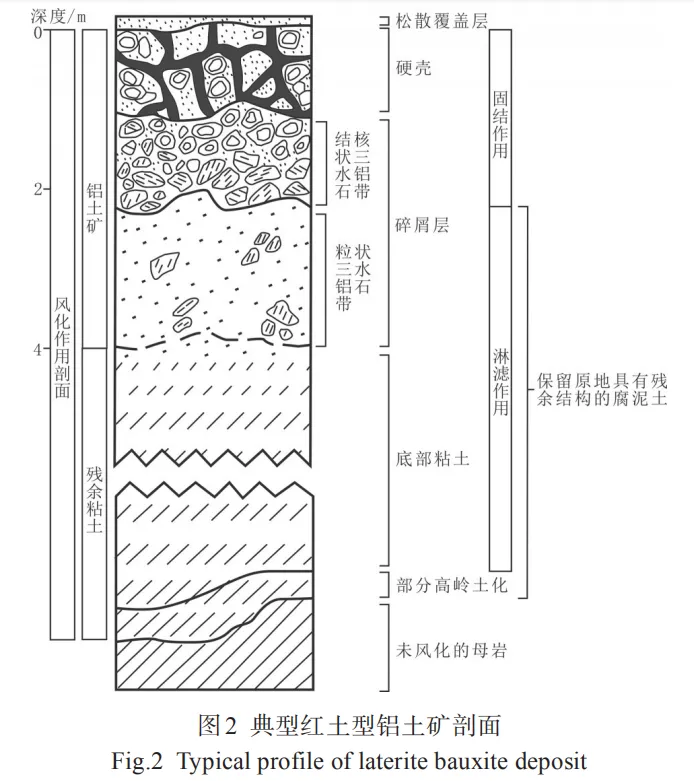 深度/m
0
2
4
风化作用剖面
铝土矿
残余粘土
松散覆盖层
硬壳
结核
状三
水铝
石带
粒状
三水
铝石
带
碎屑层
底部粘土
部分高岭土化
未风化的母岩
固结作用
淋滤作用
保留原地具有残
余结构的腐泥土
图2 典型红土型铝土矿剖面
Fig.2 Typical profile of laterite bauxite deposit